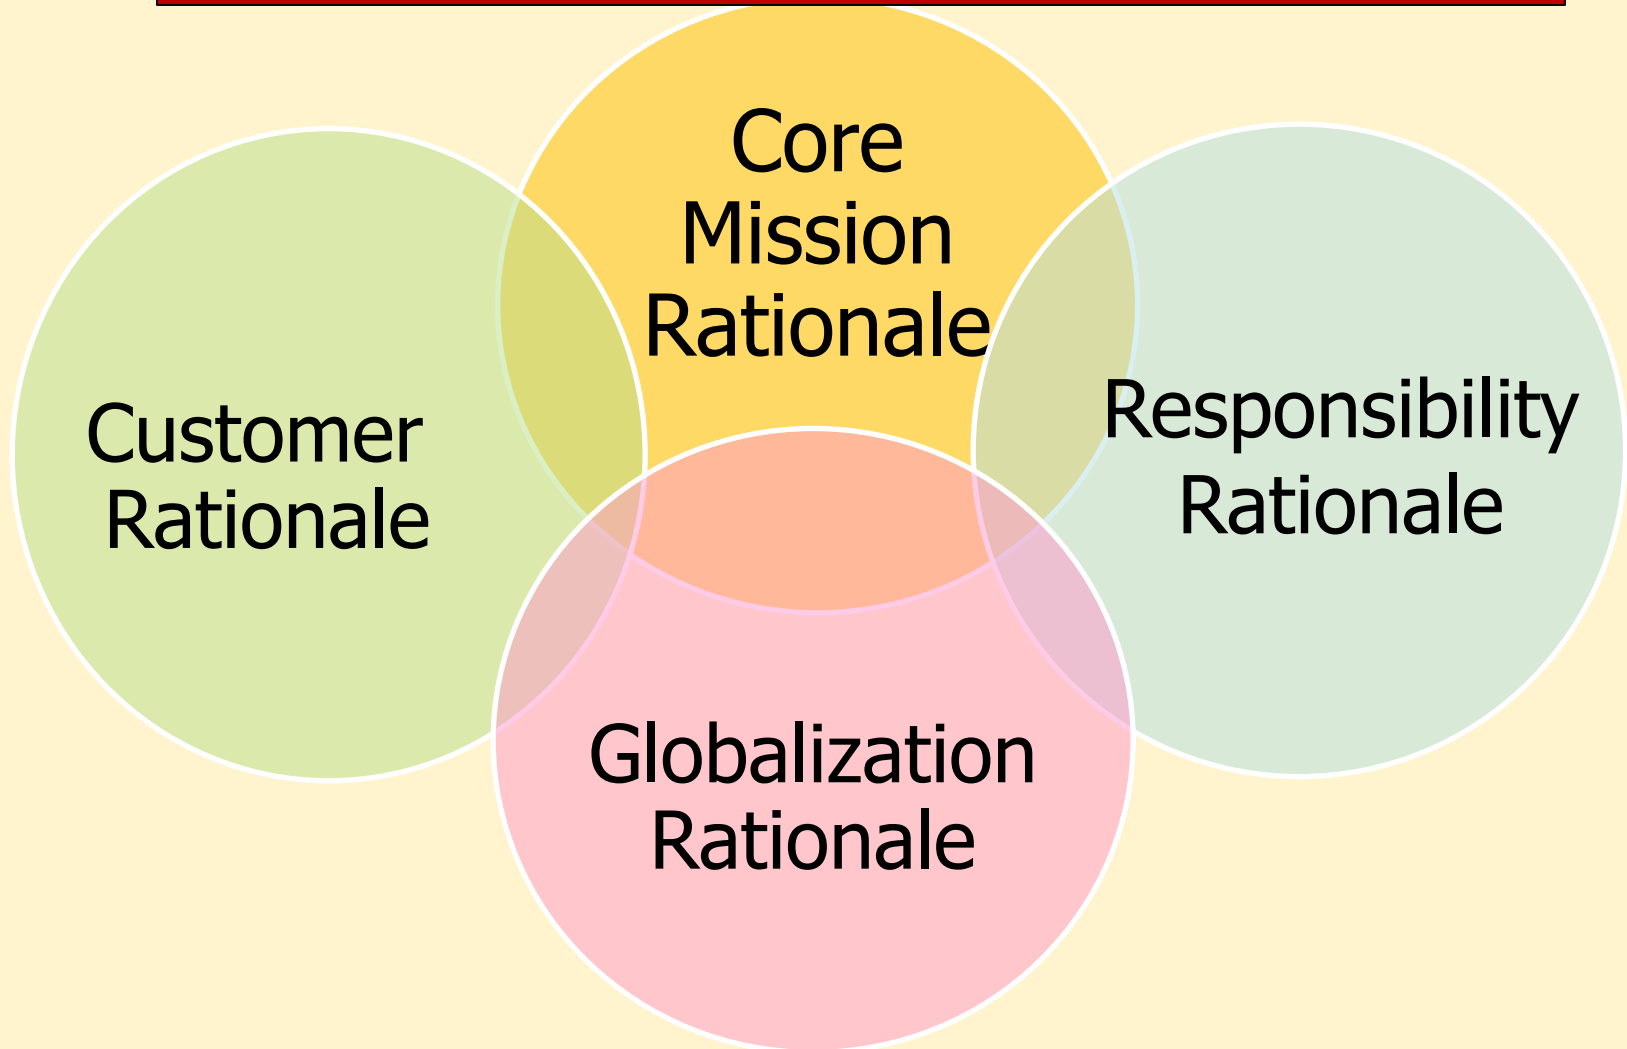 Core
Mission
Rationale
Customer
Rationale
Responsibility
Rationale
Globalization
Rationale